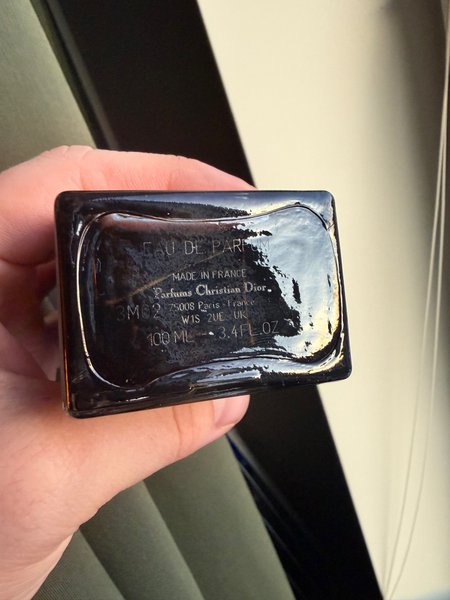 EAU DE PARFUM
MADE IN FRANCE
Parfums Christian Dior
3M02 75008 Paris - France
W1S 2UE - UK
100 ML - 3.4 FL. OZ